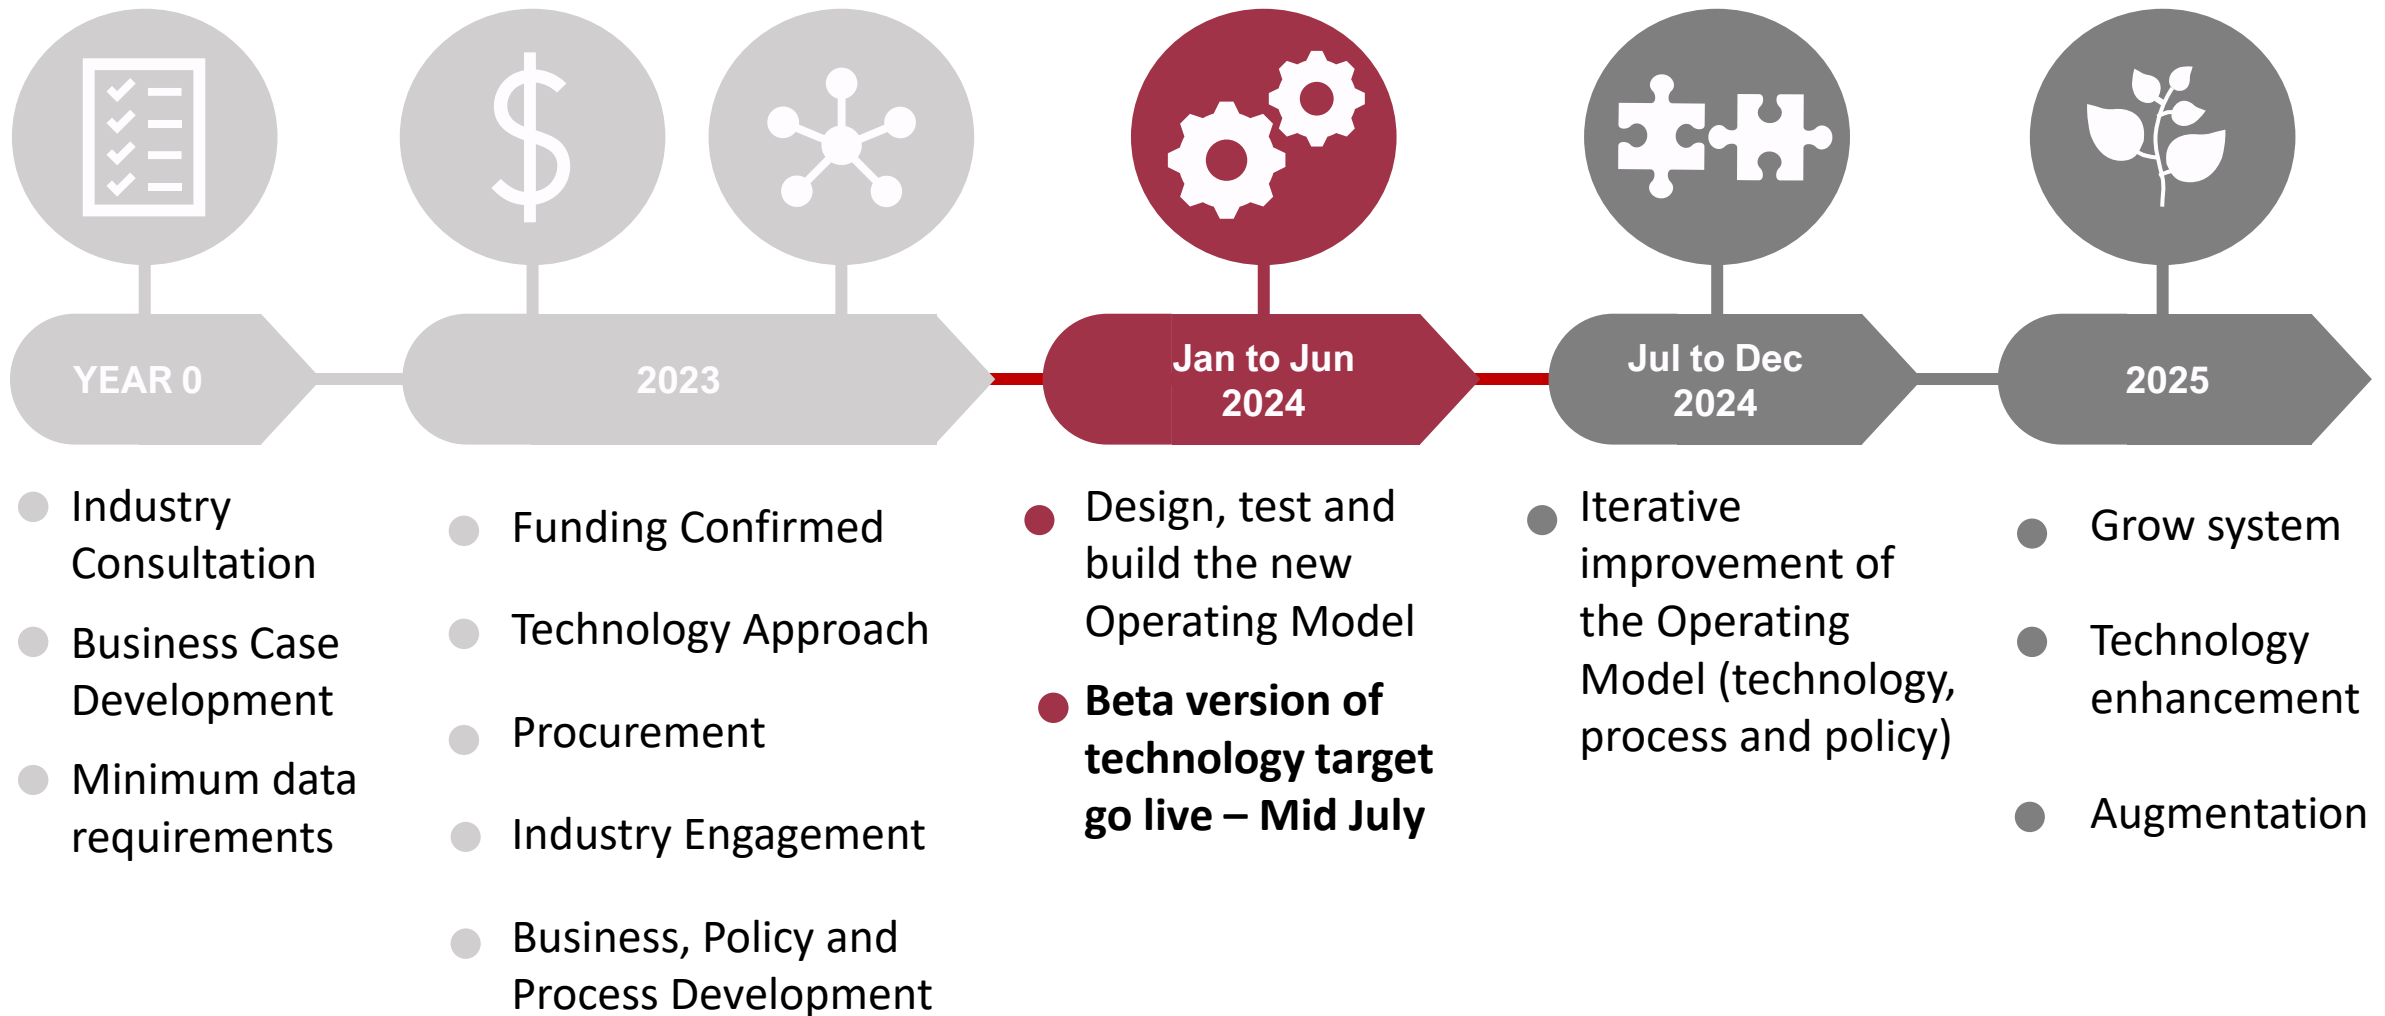 YEAR 0
2023
Jan to Jun
2024
Jul to Dec
2024
2025
Industry
Consultation
Business Case
Development
Minimum data
requirements
Funding Confirmed
Technology Approach
Procurement
Industry Engagement
Business, Policy and
Process Development
Design, test and
build the new
Operating Model
Beta version of
technology target
go live – Mid July
Iterative
improvement of
the Operating
Model (technology,
process and policy)
Grow system
Technology
enhancement
Augmentation